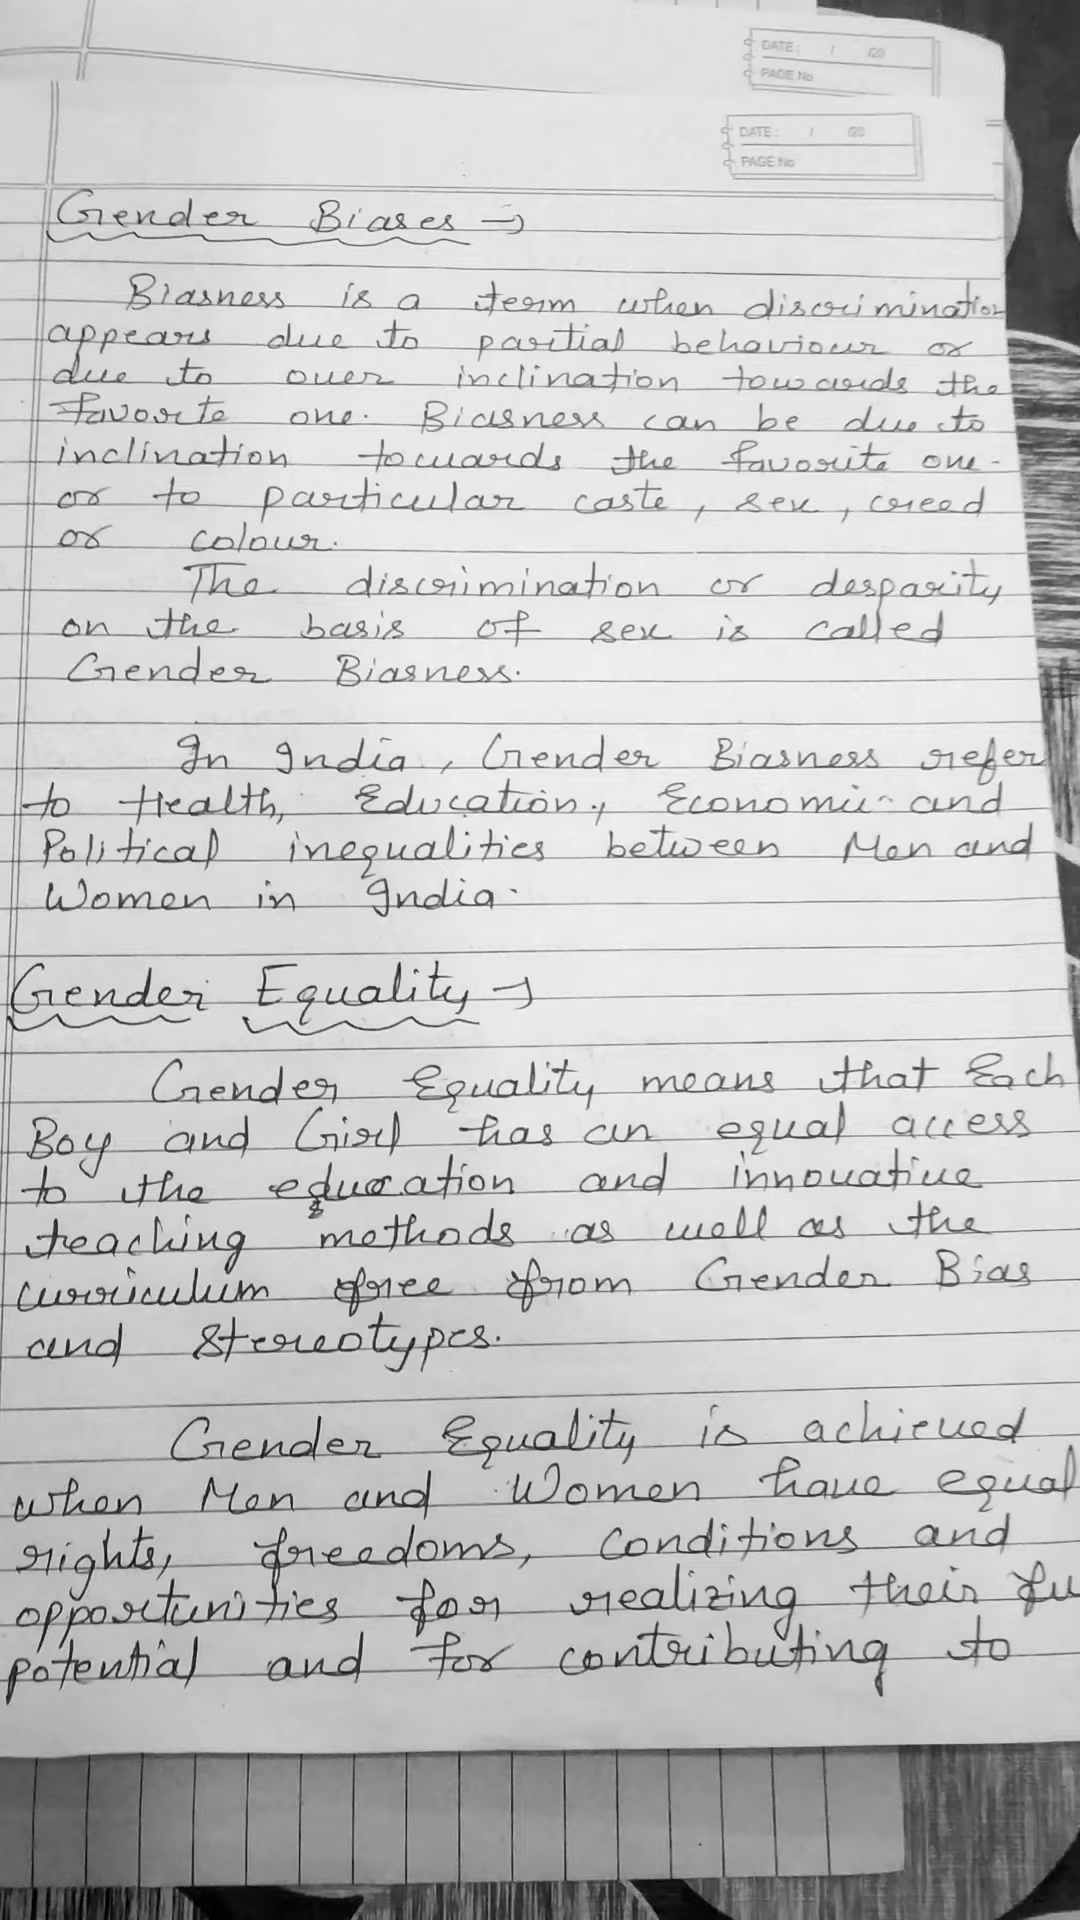 DATE: / /20
PAGE No
DATE: / /20
PAGE No
Gender Biases →
Biasness is a term when discrimination
appears due to partial behaviour or
due to over inclination towards the
favorite one. Biasness can be due to
inclination towards the favorite one.
or to particular caste, sex, creed
or colour.
The discrimination or desparity
on the basis of sex is called
Gender Biasness.
In India, Gender Biasness refer
to Health, Education, Economic and
Political inequalities between Men and
Women in India.
Gender Equality →
Gender Equality means that Each
Boy and Girl has an equal access
to the education and innovative
teaching methods as well as the
curriculum free from Gender Bias
and Stereotypes.
Gender Equality is achieved
when Men and Women have equal
rights, freedoms, conditions and
opportunities for realizing their fu
potential and for contributing to